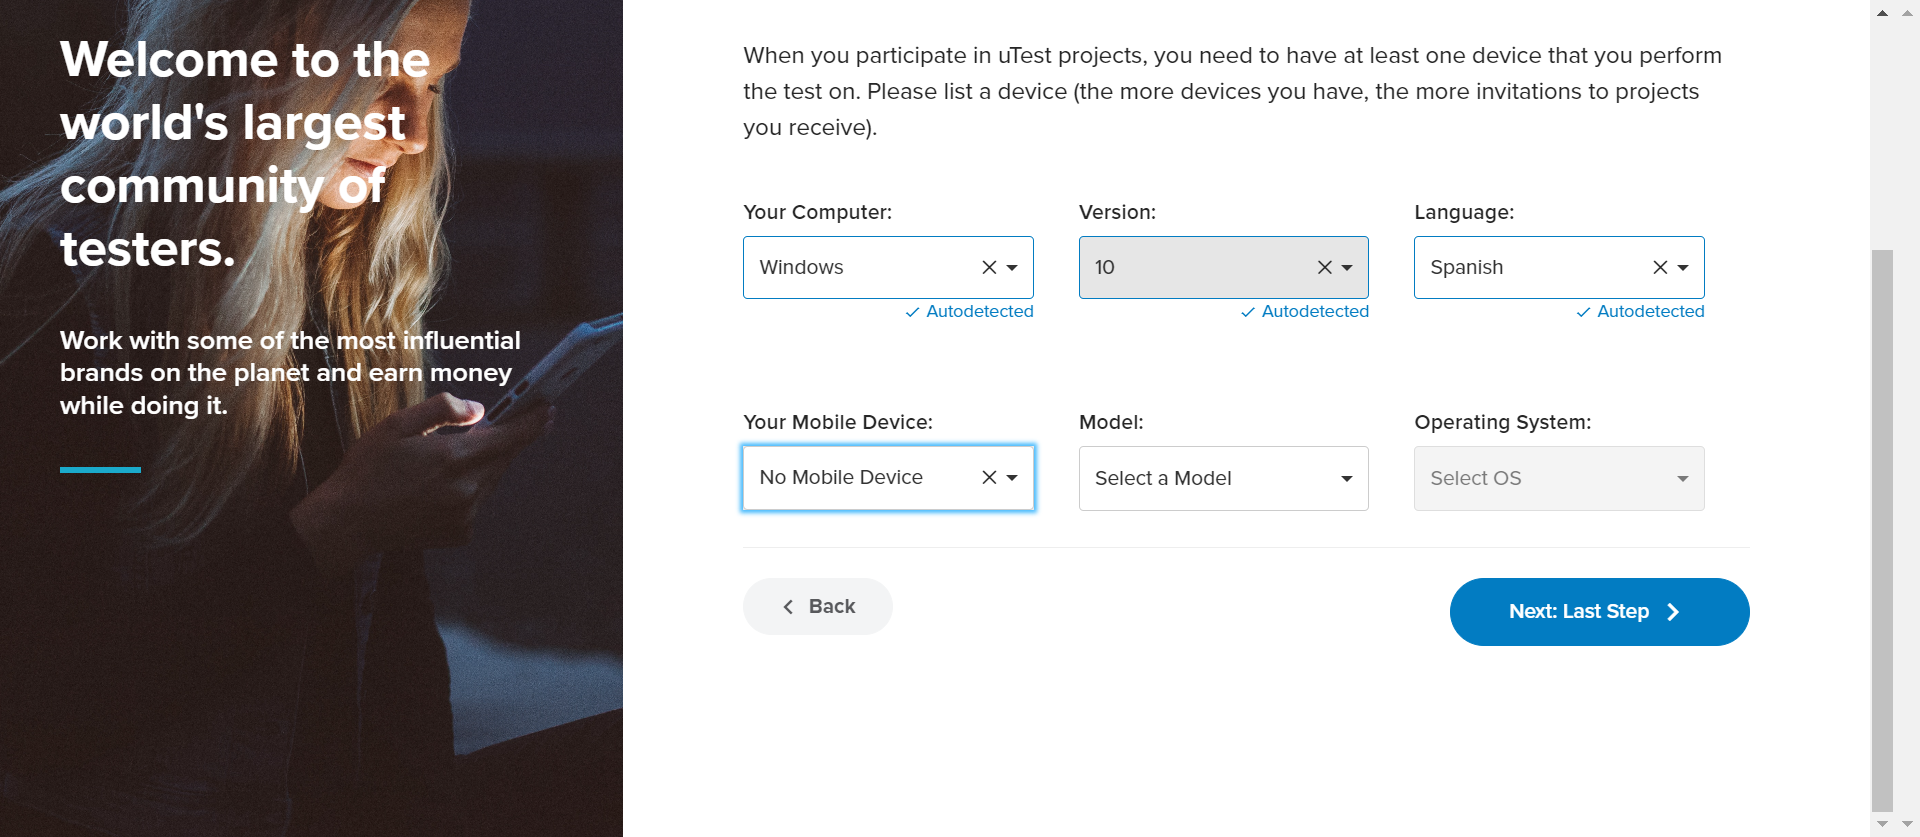 Welcome to the
world's largest
community of
testers.
Work with some of the most influential
brands on the planet and earn money
while doing it.
When you participate in uTest projects, you need to have at least one device that you perform
the test on. Please list a device (the more devices you have, the more invitations to projects
you receive).
Your Computer: Version: Language:
Windows 10 Spanish
Autodetected Autodetected Autodetected
Your Mobile Device: Model: Operating System:
No Mobile Device Select a Model Select OS
Back Next: Last Step